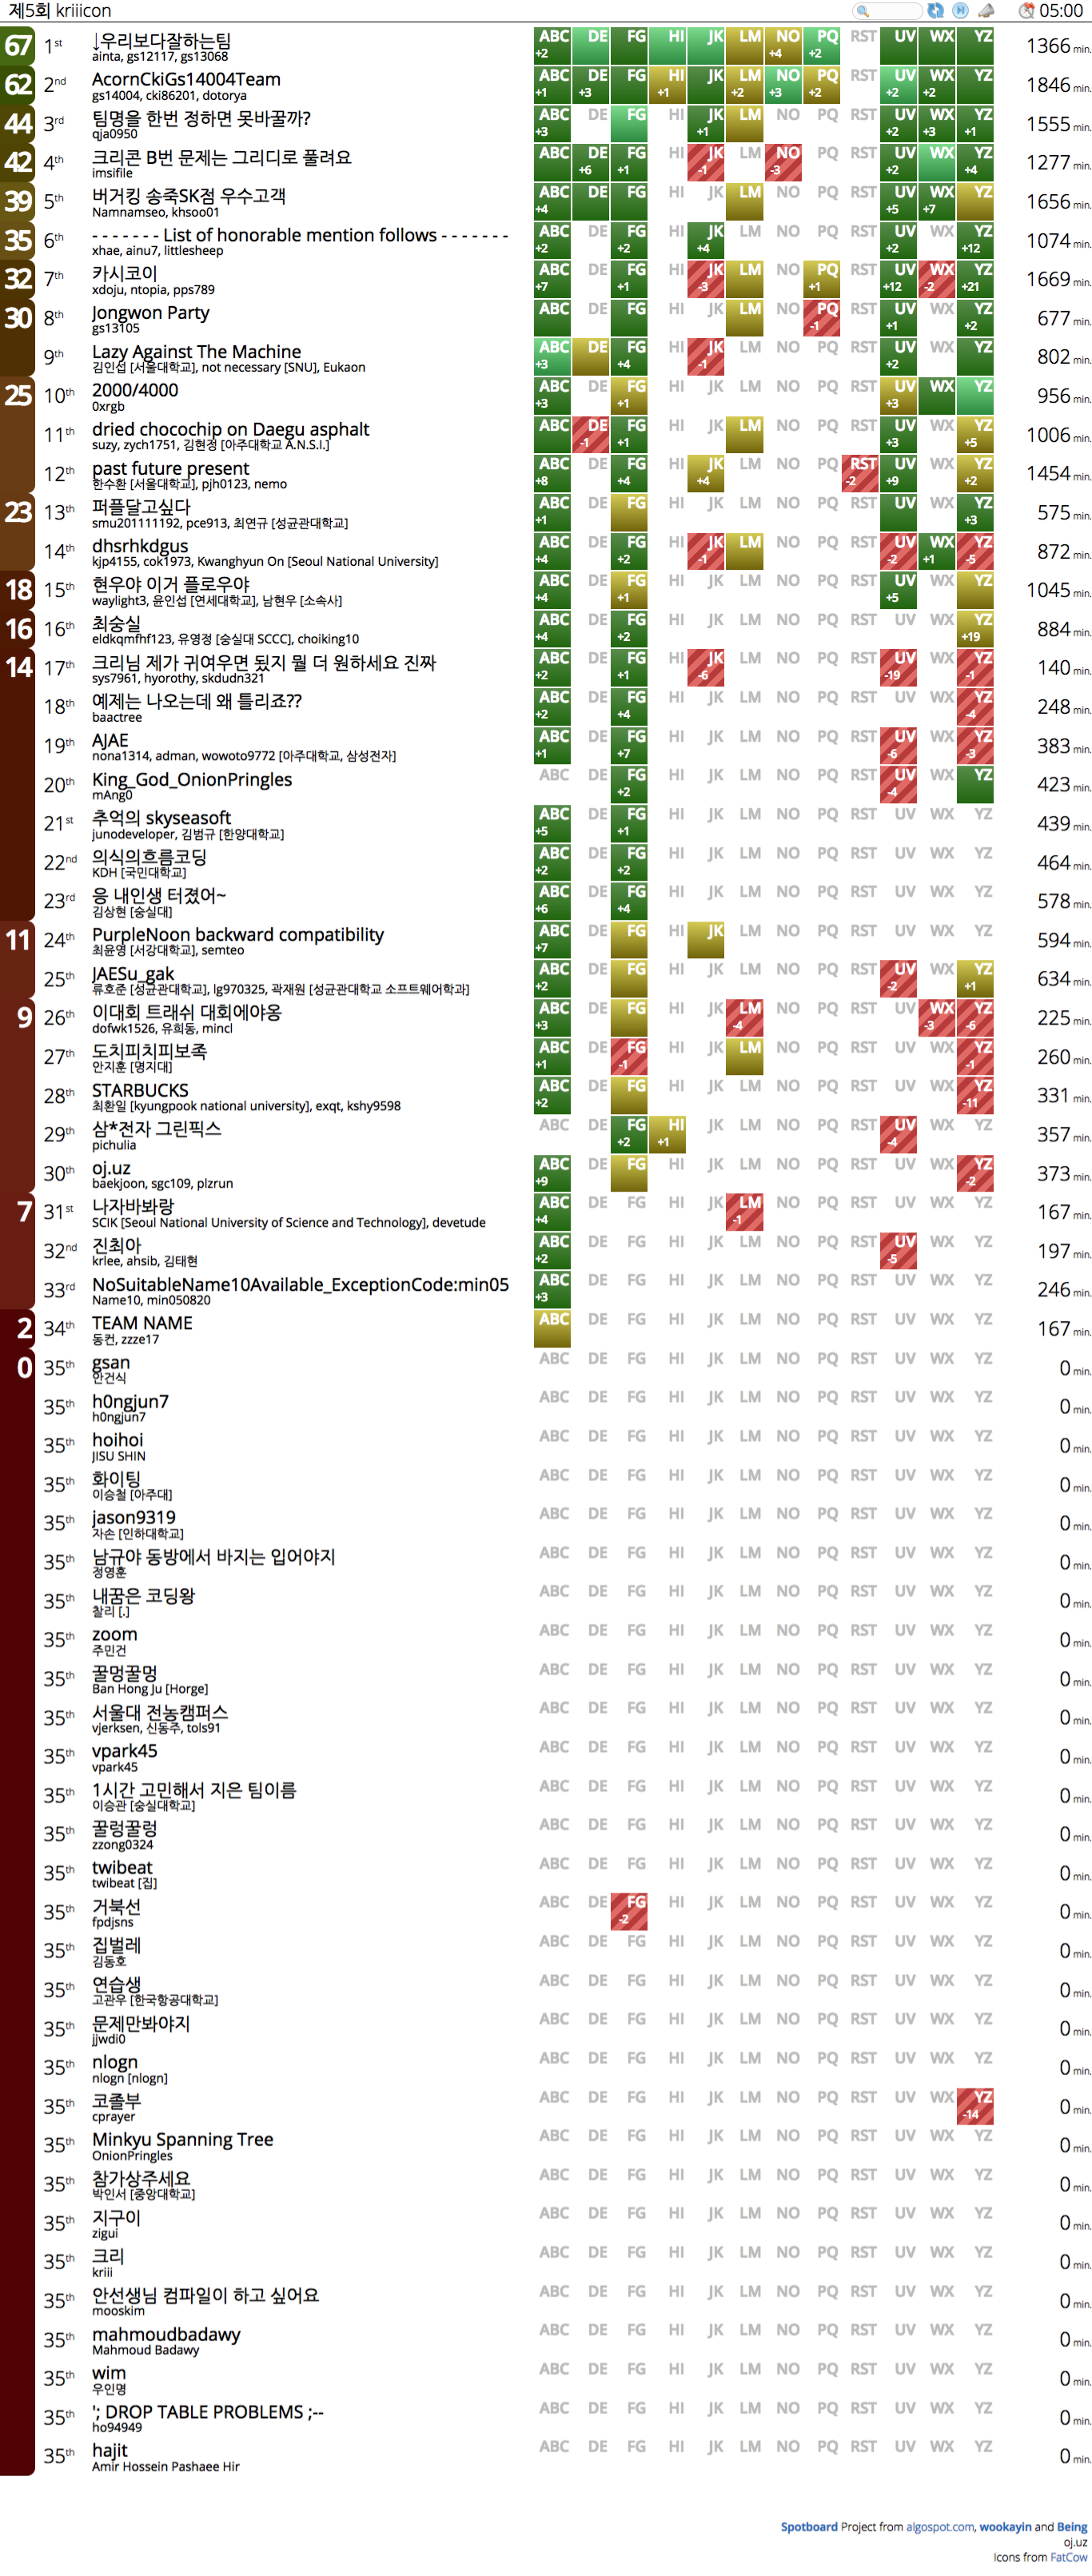 제5회 kriiicon 05:00
67 1st ↓우리보다잘하는팀 ABC DE FG HI JK LM NO PQ RST UV WX YZ 1366 min.
ainta, gs12117, gs13068 +2 +4 +2
62 2nd AcornCkiGs14004Team ABC DE FG HI JK LM NO PQ RST UV WX YZ 1846 min.
gs14004, cki86201, dotorya +1 +3 +1 +2 +3 +2 +2 +2
44 3rd 팀명을 한번 정하면 못바꿀까? ABC DE FG HI JK LM NO PQ RST UV WX YZ 1555 min.
qja0950 +3 +1 +2 +3 +1
42 4th 크리콘 B번 문제는 그리디로 풀려요 ABC DE FG HI JK LM NO PQ RST UV WX YZ 1277 min.
imsifile +6 +1 -1 -3 +2 +4
39 5th 버거킹 송죽SK점 우수고객 ABC DE FG HI JK LM NO PQ RST UV WX YZ 1656 min.
Namnamseo, khsoo01 +4 +5 +7
35 6th - - - - - - - List of honorable mention follows - - - - - - - ABC DE FG HI JK LM NO PQ RST UV WX YZ 1074 min.
xhae, ainu7, littlesheep +2 +2 +4 +2 +12
32 7th 카시코이 ABC DE FG HI JK LM NO PQ RST UV WX YZ 1669 min.
xdoju, ntopia, pps789 +7 +1 -3 +1 +12 -2 +21
30 8th Jongwon Party ABC DE FG HI JK LM NO PQ RST UV WX YZ 677 min.
gs13105 -1 +1 +2
9th Lazy Against The Machine ABC DE FG HI JK LM NO PQ RST UV WX YZ 802 min.
김인섭 [서울대학교], not necessary [SNU], Eukaon +3 +4 -1 +2
25 10th 2000/4000 ABC DE FG HI JK LM NO PQ RST UV WX YZ 956 min.
0xrgb +3 +1 +3
11th dried chocochip on Daegu asphalt ABC DE FG HI JK LM NO PQ RST UV WX YZ 1006 min.
suzy, zych1751, 김현정 [아주대학교 A.N.S.I.] -1 +1 +3 +5
12th past future present ABC DE FG HI JK LM NO PQ RST UV WX YZ 1454 min.
한수환 [서울대학교], pjh0123, nemo +8 +4 +4 -2 +9 +2
23 13th 퍼플달고싶다 ABC DE FG HI JK LM NO PQ RST UV WX YZ 575 min.
smu201111192, pce913, 최연규 [성균관대학교] +1 +3
14th dhsrhkdgus ABC DE FG HI JK LM NO PQ RST UV WX YZ 872 min.
kjp4155, cok1973, Kwanghyun On [Seoul National University] +4 +2 -1 -2 +1 -5
18 15th 현우야 이거 플로우야 ABC DE FG HI JK LM NO PQ RST UV WX YZ 1045 min.
waylight3, 윤인섭 [연세대학교], 남현우 [소속사] +4 +1 +5
16 16th 최숭실 ABC DE FG HI JK LM NO PQ RST UV WX YZ 884 min.
eldkqmfhf123, 유영정 [숭실대 SCCC], choiking10 +4 +2 +19
14 17th 크리님 제가 귀여우면 됬지 뭘 더 원하세요 진짜 ABC DE FG HI JK LM NO PQ RST UV WX YZ 140 min.
sys7961, hyorothy, skdudn321 +2 +1 -6 -19 -1
18th 예제는 나오는데 왜 틀리죠?? ABC DE FG HI JK LM NO PQ RST UV WX YZ 248 min.
baactree +2 +4 -4
19th AJAE ABC DE FG HI JK LM NO PQ RST UV WX YZ 383 min.
nona1314, adman, wowoto9772 [아주대학교, 삼성전자] +1 +7 -6 -3
20th King_God_OnionPringles ABC DE FG HI JK LM NO PQ RST UV WX YZ 423 min.
mAng0 +2 -4
21st 추억의 skyseasoft ABC DE FG HI JK LM NO PQ RST UV WX YZ 439 min.
junodeveloper, 김범규 [한양대학교] +5 +1
22nd 의식의흐름코딩 ABC DE FG HI JK LM NO PQ RST UV WX YZ 464 min.
KDH [국민대학교] +2 +2
23rd 응 내인생 터졌어~ ABC DE FG HI JK LM NO PQ RST UV WX YZ 578 min.
김상현 [숭실대] +6 +4
11 24th PurpleNoon backward compatibility ABC DE FG HI JK LM NO PQ RST UV WX YZ 594 min.
최윤영 [서강대학교], semteo +7
25th JAESu_gak ABC DE FG HI JK LM NO PQ RST UV WX YZ 634 min.
류호준 [성균관대학교], lg970325, 곽재원 [성균관대학교 소프트웨어학과] +2 -2 +1
9 26th 이대회 트래쉬 대회에야옹 ABC DE FG HI JK LM NO PQ RST UV WX YZ 225 min.
dofwk1526, 유희동, mincl +3 -4 -3 -6
27th 도치피치피보족 ABC DE FG HI JK LM NO PQ RST UV WX YZ 260 min.
안지훈 [명지대] +1 -1 -1
28th STARBUCKS ABC DE FG HI JK LM NO PQ RST UV WX YZ 331 min.
최환일 [kyungpook national university], exqt, kshy9598 +2 -11
29th 삼*전자 그린픽스 ABC DE FG HI JK LM NO PQ RST UV WX YZ 357 min.
pichulia +2 +1 -4
30th oj.uz ABC DE FG HI JK LM NO PQ RST UV WX YZ 373 min.
baekjoon, sgc109, plzrun +9 -2
7 31st 나자바봐랑 ABC DE FG HI JK LM NO PQ RST UV WX YZ 167 min.
SCIK [Seoul National University of Science and Technology], devetude +4 -1
32nd 진최아 ABC DE FG HI JK LM NO PQ RST UV WX YZ 197 min.
krlee, ahsib, 김태현 +2 -5
33rd NoSuitableName10Available_ExceptionCode:min05 ABC DE FG HI JK LM NO PQ RST UV WX YZ 246 min.
Name10, min050820 +3
2 34th TEAM NAME ABC DE FG HI JK LM NO PQ RST UV WX YZ 167 min.
동컨, zzze17
0 35th gsan ABC DE FG HI JK LM NO PQ RST UV WX YZ 0 min.
안건식
35th h0ngjun7 ABC DE FG HI JK LM NO PQ RST UV WX YZ 0 min.
h0ngjun7
35th hoihoi ABC DE FG HI JK LM NO PQ RST UV WX YZ 0 min.
JISU SHIN
35th 화이팅 ABC DE FG HI JK LM NO PQ RST UV WX YZ 0 min.
이승철 [아주대]
35th jason9319 ABC DE FG HI JK LM NO PQ RST UV WX YZ 0 min.
자손 [인하대학교]
35th 남규야 동방에서 바지는 입어야지 ABC DE FG HI JK LM NO PQ RST UV WX YZ 0 min.
정영훈
35th 내꿈은 코딩왕 ABC DE FG HI JK LM NO PQ RST UV WX YZ 0 min.
찰리 [.]
35th zoom ABC DE FG HI JK LM NO PQ RST UV WX YZ 0 min.
주민건
35th 꿀멍꿀멍 ABC DE FG HI JK LM NO PQ RST UV WX YZ 0 min.
Ban Hong Ju [Horge]
35th 서울대 전농캠퍼스 ABC DE FG HI JK LM NO PQ RST UV WX YZ 0 min.
vjerksen, 신동주, tols91
35th vpark45 ABC DE FG HI JK LM NO PQ RST UV WX YZ 0 min.
vpark45
35th 1시간 고민해서 지은 팀이름 ABC DE FG HI JK LM NO PQ RST UV WX YZ 0 min.
이승관 [숭실대학교]
35th 꿀렁꿀렁 ABC DE FG HI JK LM NO PQ RST UV WX YZ 0 min.
zzong0324
35th twibeat ABC DE FG HI JK LM NO PQ RST UV WX YZ 0 min.
twibeat [집]
35th 거북선 ABC DE FG HI JK LM NO PQ RST UV WX YZ 0 min.
fpdjsns -2
35th 집벌레 ABC DE FG HI JK LM NO PQ RST UV WX YZ 0 min.
김동호
35th 연습생 ABC DE FG HI JK LM NO PQ RST UV WX YZ 0 min.
고관우 [한국항공대학교]
35th 문제만봐야지 ABC DE FG HI JK LM NO PQ RST UV WX YZ 0 min.
jjwdi0
35th nlogn ABC DE FG HI JK LM NO PQ RST UV WX YZ 0 min.
nlogn [nlogn]
35th 코졸부 ABC DE FG HI JK LM NO PQ RST UV WX YZ 0 min.
cprayer -14
35th Minkyu Spanning Tree ABC DE FG HI JK LM NO PQ RST UV WX YZ 0 min.
OnionPringles
35th 참가상주세요 ABC DE FG HI JK LM NO PQ RST UV WX YZ 0 min.
박인서 [중앙대학교]
35th 지구이 ABC DE FG HI JK LM NO PQ RST UV WX YZ 0 min.
zigui
35th 크리 ABC DE FG HI JK LM NO PQ RST UV WX YZ 0 min.
kriii
35th 안선생님 컴파일이 하고 싶어요 ABC DE FG HI JK LM NO PQ RST UV WX YZ 0 min.
mooskim
35th mahmoudbadawy ABC DE FG HI JK LM NO PQ RST UV WX YZ 0 min.
Mahmoud Badawy
35th wim ABC DE FG HI JK LM NO PQ RST UV WX YZ 0 min.
우인명
35th '; DROP TABLE PROBLEMS ;-- ABC DE FG HI JK LM NO PQ RST UV WX YZ 0 min.
ho94949
35th hajit ABC DE FG HI JK LM NO PQ RST UV WX YZ 0 min.
Amir Hossein Pashaee Hir
Spotboard Project from algospot.com, wookayin and Being
oj.uz
Icons from FatCow